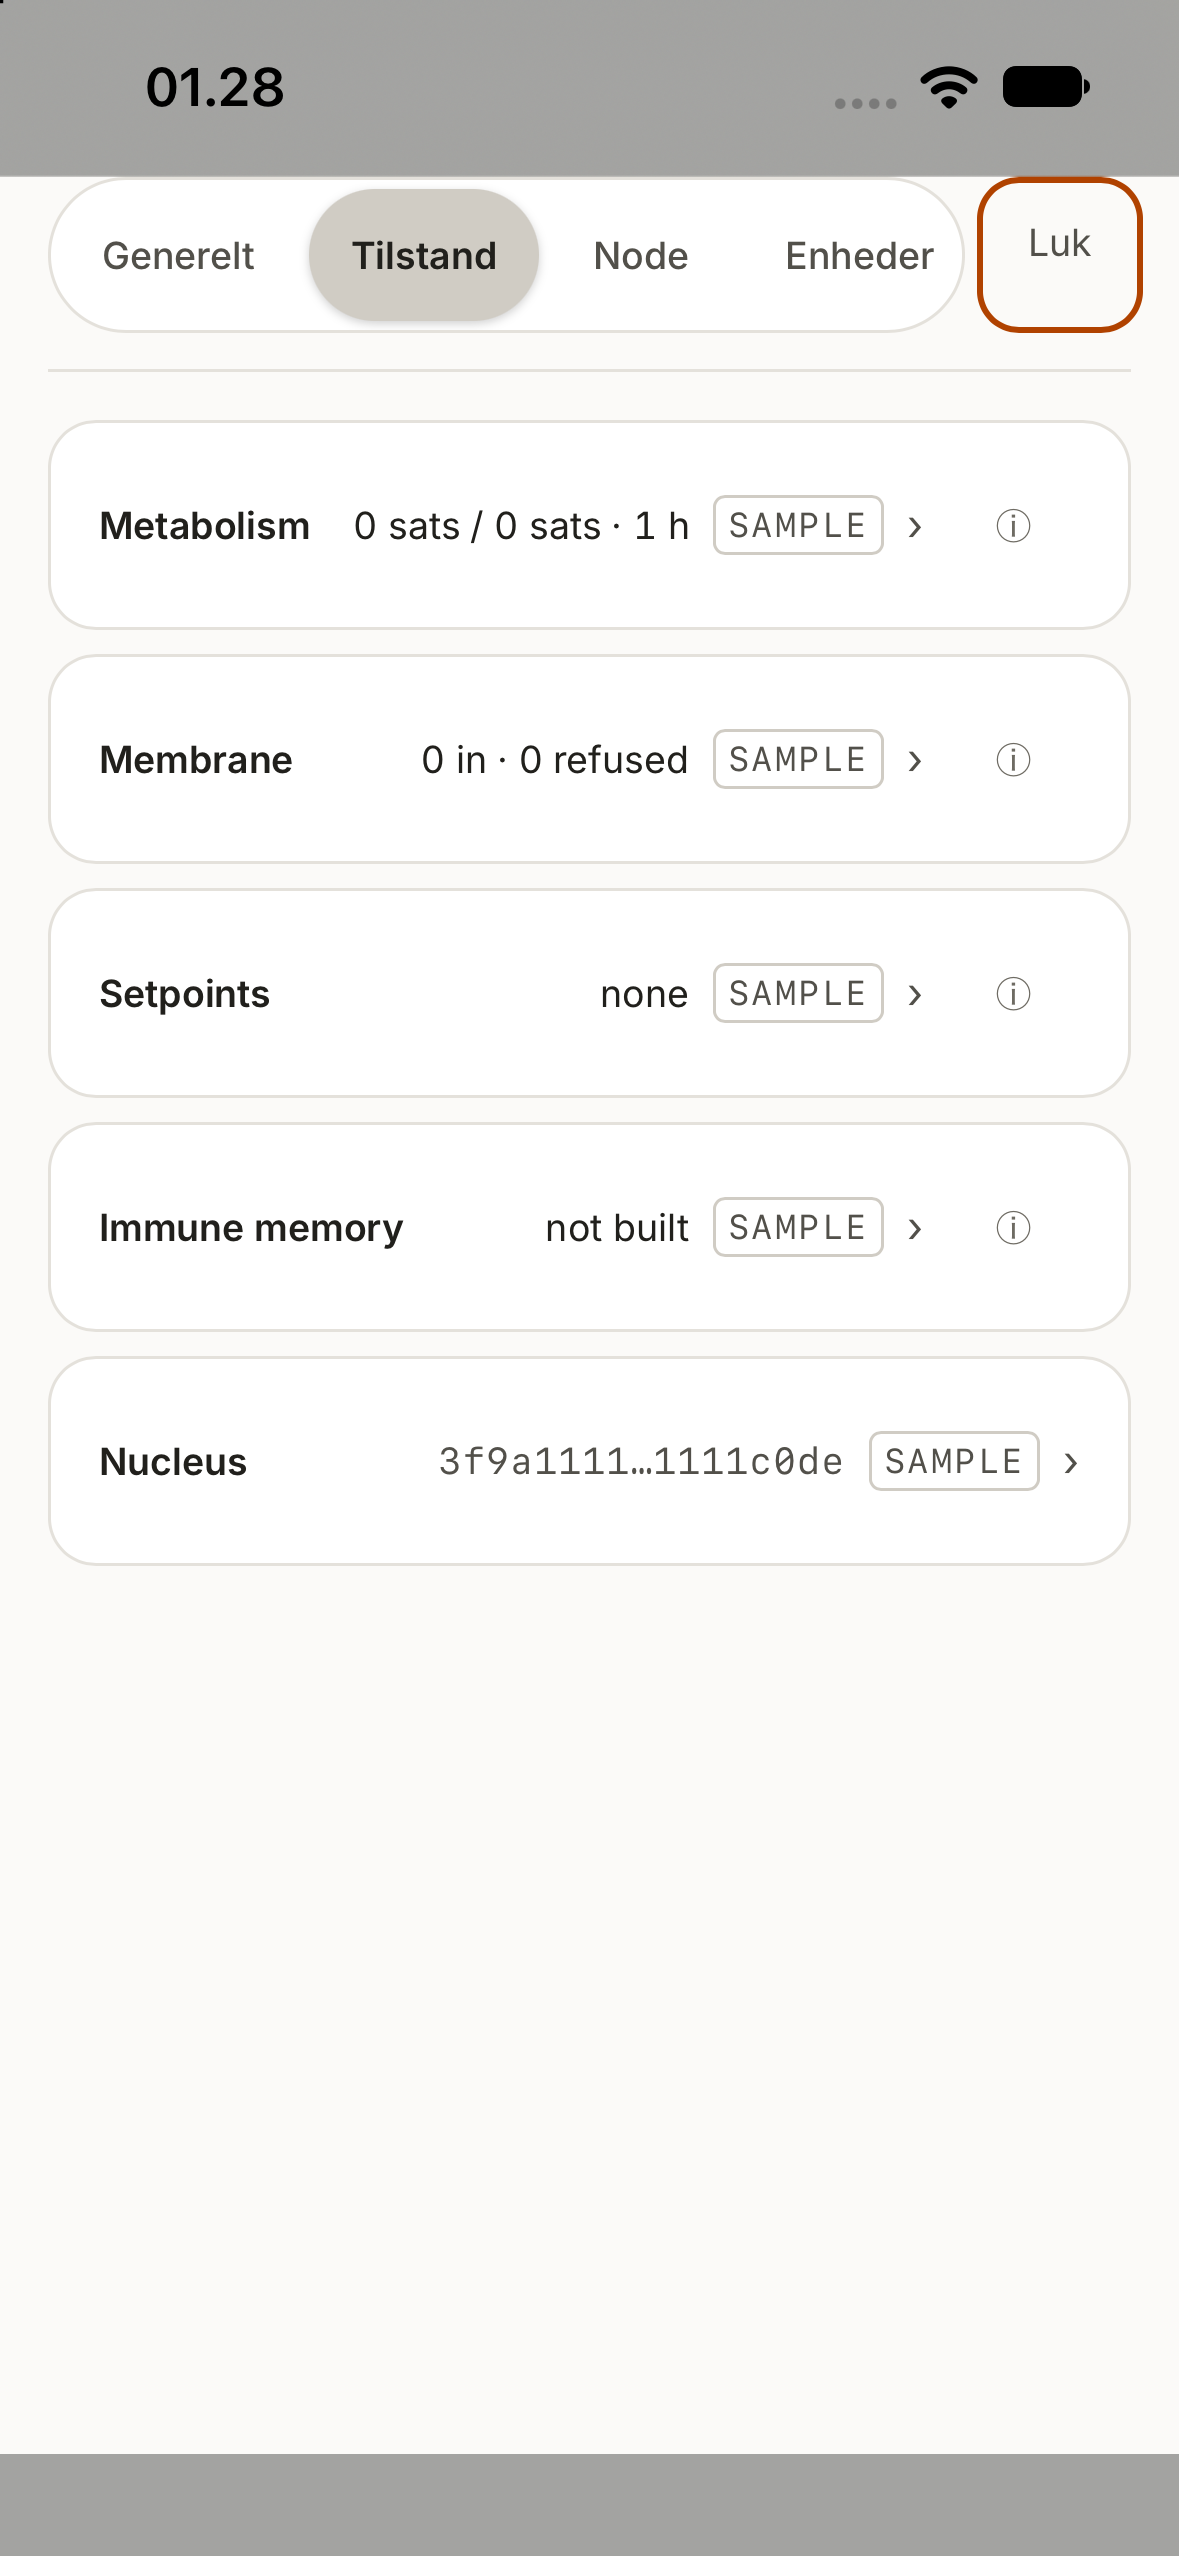 01.28
Generelt Tilstand Node Enheder Luk
Metabolism 0 sats / 0 sats · 1 h SAMPLE › ⓘ
Membrane 0 in · 0 refused SAMPLE › ⓘ
Setpoints none SAMPLE › ⓘ
Immune memory not built SAMPLE › ⓘ
Nucleus 3f9a1111…1111c0de SAMPLE ›